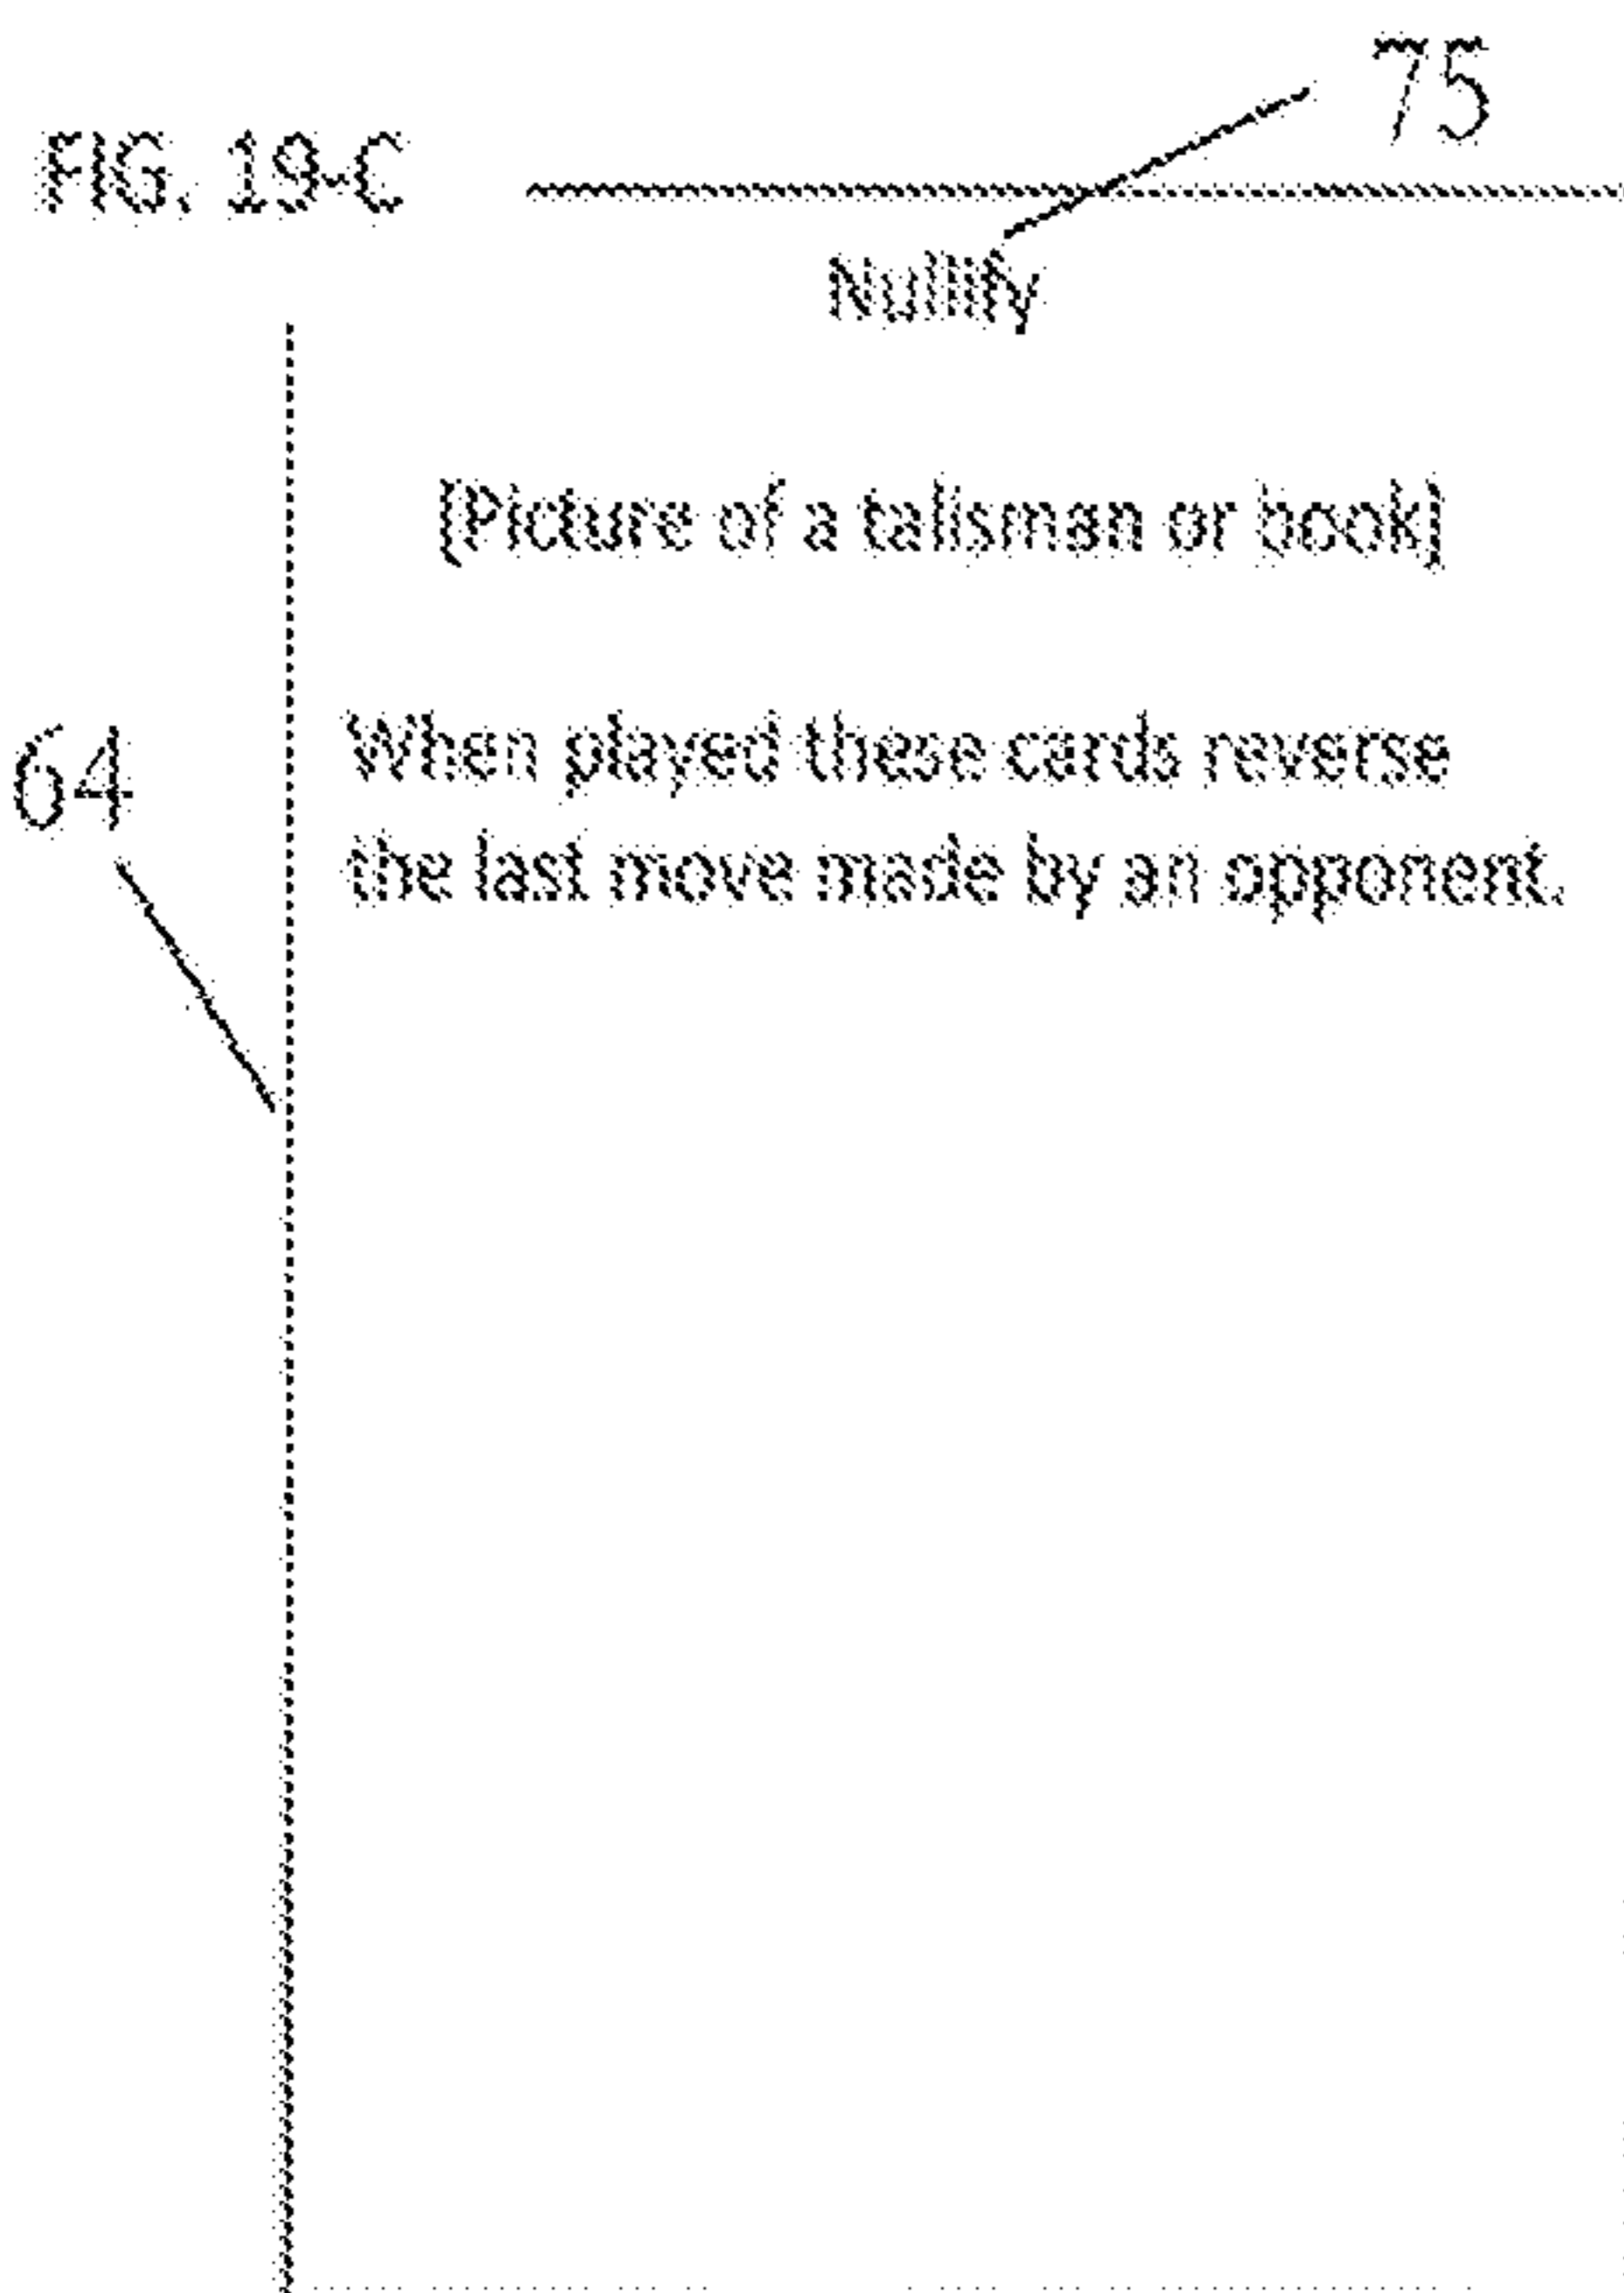 75
FIG. 19-C
Nullify
[Picture of a talisman or book]
64
When played these cards reverse
the last move made by an opponent.